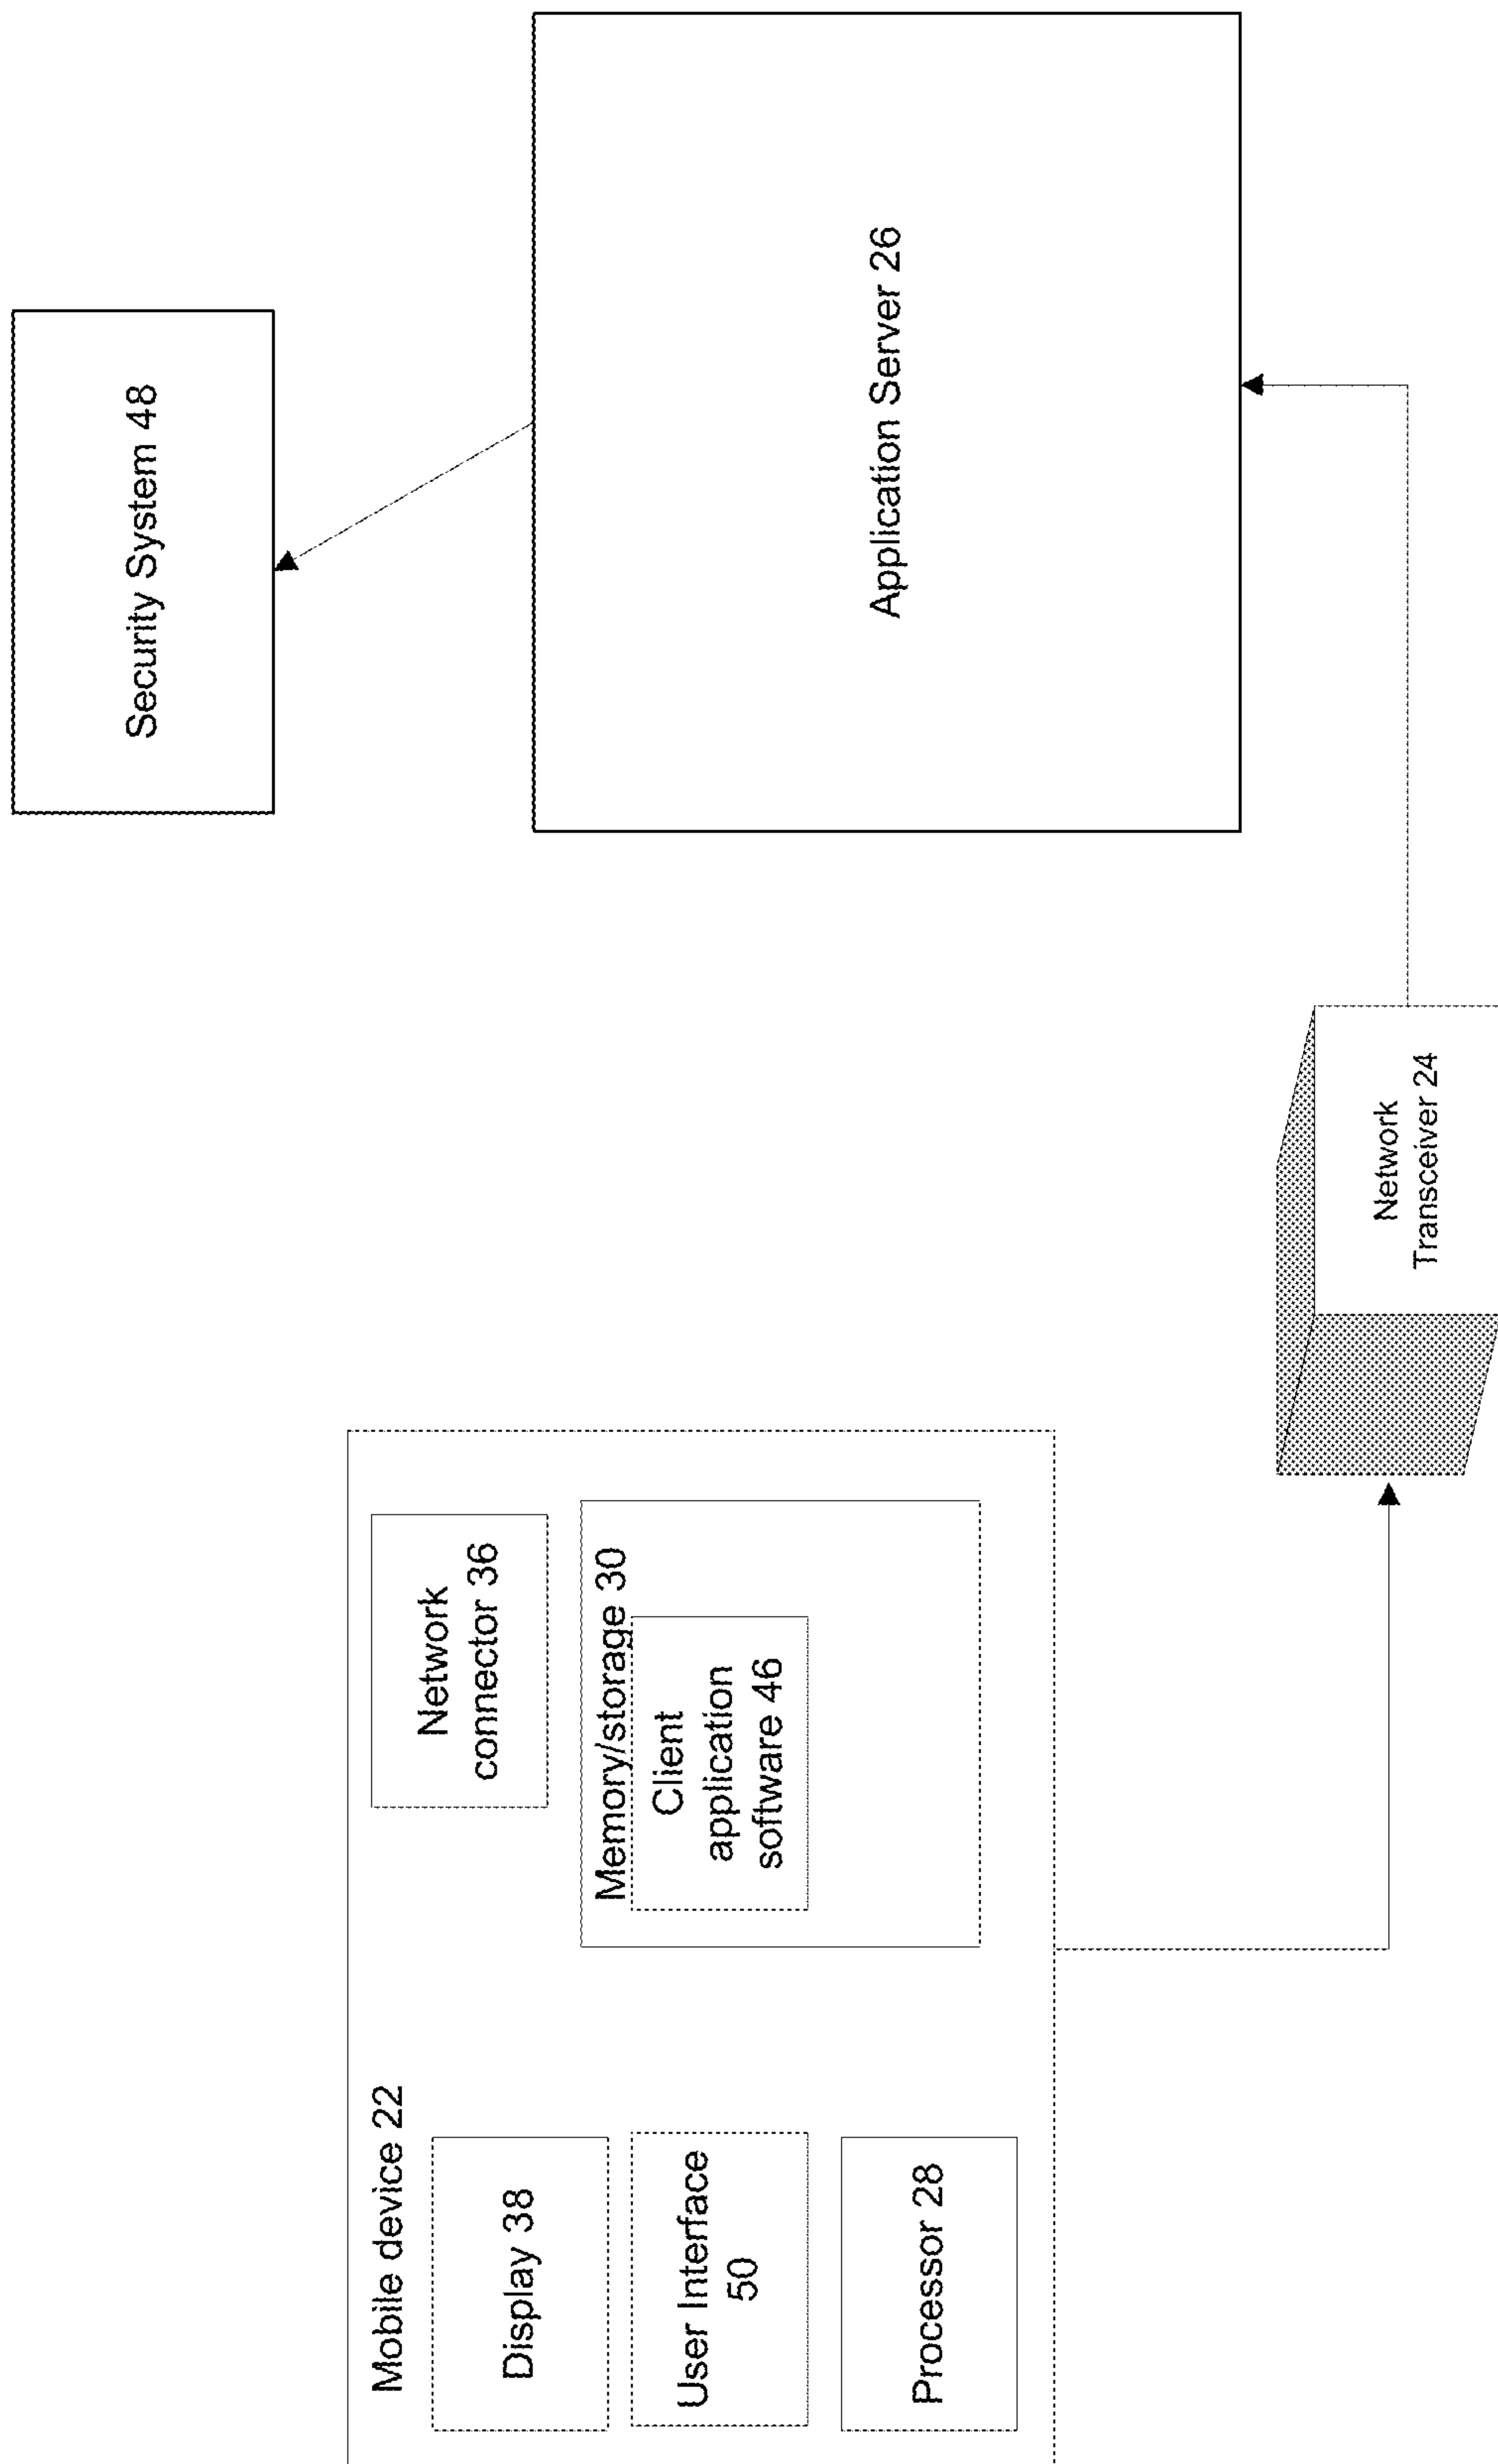 Mobile device 22
Display 38
User Interface
50
Processor 28
Network
connector 36
Memory/storage 30
Client
application
software 46
Network
Transceiver 24
Security System 48
Application Server 26